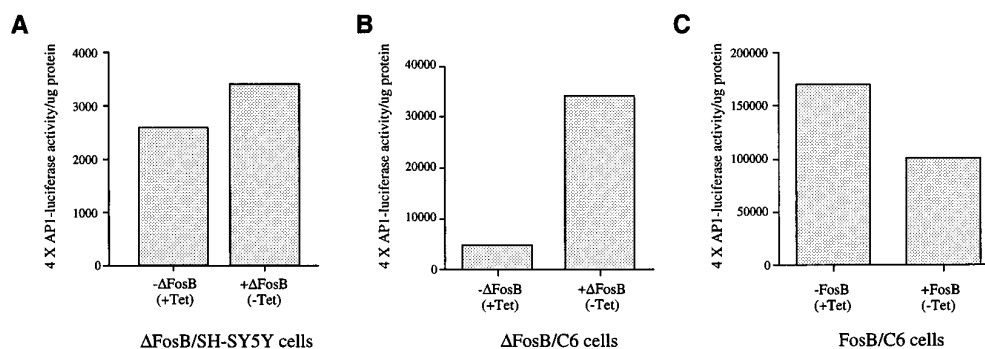 A
4 X AP1-luciferase activity/ug protein
4000
3000
2000
1000
0
-ΔFosB
(+Tet)
+ΔFosB
(-Tet)
ΔFosB/SH-SY5Y cells
B
4 X AP1-luciferase activity/ug protein
40000
30000
20000
10000
0
-ΔFosB
(+Tet)
+ΔFosB
(-Tet)
ΔFosB/C6 cells
C
4 X AP1-luciferase activity/ug protein
200000
150000
100000
50000
0
-FosB
(+Tet)
+FosB
(-Tet)
FosB/C6 cells